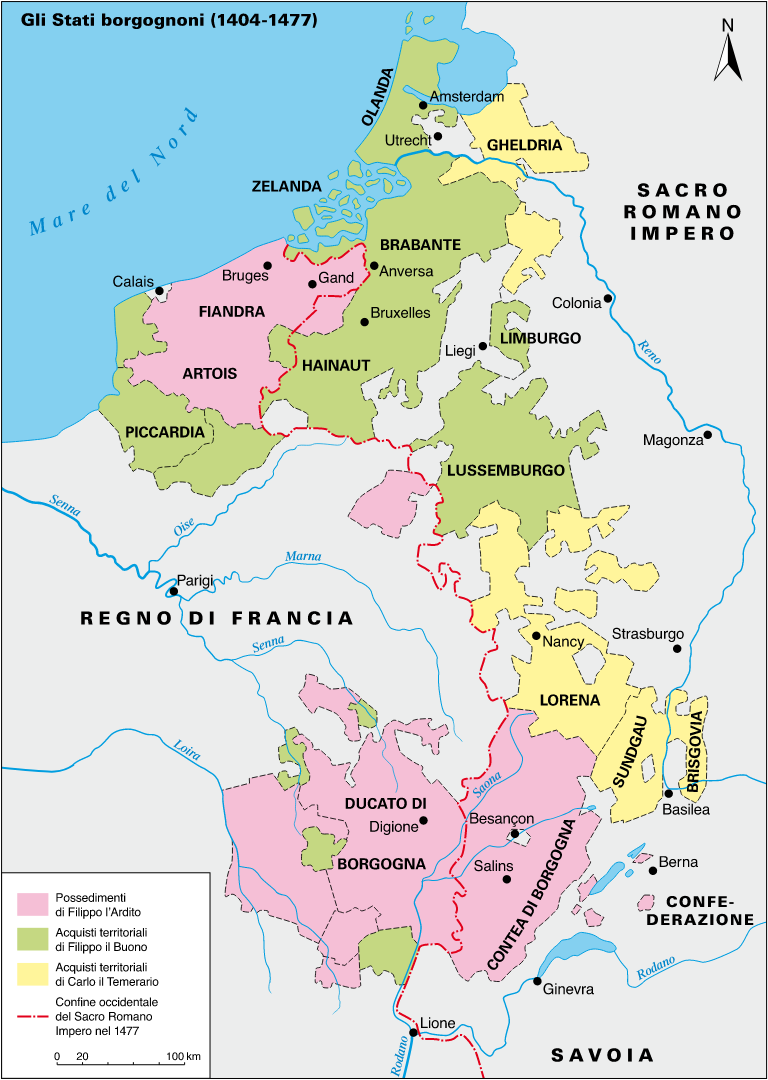 Gli Stati borgognoni (1404-1477)
N
Mare del Nord
OLANDA
Amsterdam
Utrecht
GHELDRIA
ZELANDA
SACRO
ROMANO
IMPERO
BRABANTE
Bruges
Gand
Anversa
Calais
FIANDRA
Bruxelles
Colonia
Liegi
LIMBURGO
Reno
ARTOIS
HAINAUT
PICCARDIA
Magonza
LUSSEMBURGO
Senna
Oise
Marna
Parigi
REGNO DI FRANCIA
Senna
Nancy
Strasburgo
LORENA
SUNDGAU
BRISGOVIA
Loira
Saona
DUCATO DI
Digione
BORGOGNA
Besançon
Salins
CONTEA DI BORGOGNA
Basilea
Berna
CONFE-
DERAZIONE
Rodano
Ginevra
Lione
Rodano
SAVOIA
Possedimenti
di Filippo l'Ardito
Acquisti territoriali
di Filippo il Buono
Acquisti territoriali
di Carlo il Temerario
Confine occidentale
del Sacro Romano
Impero nel 1477
0 20 100 km